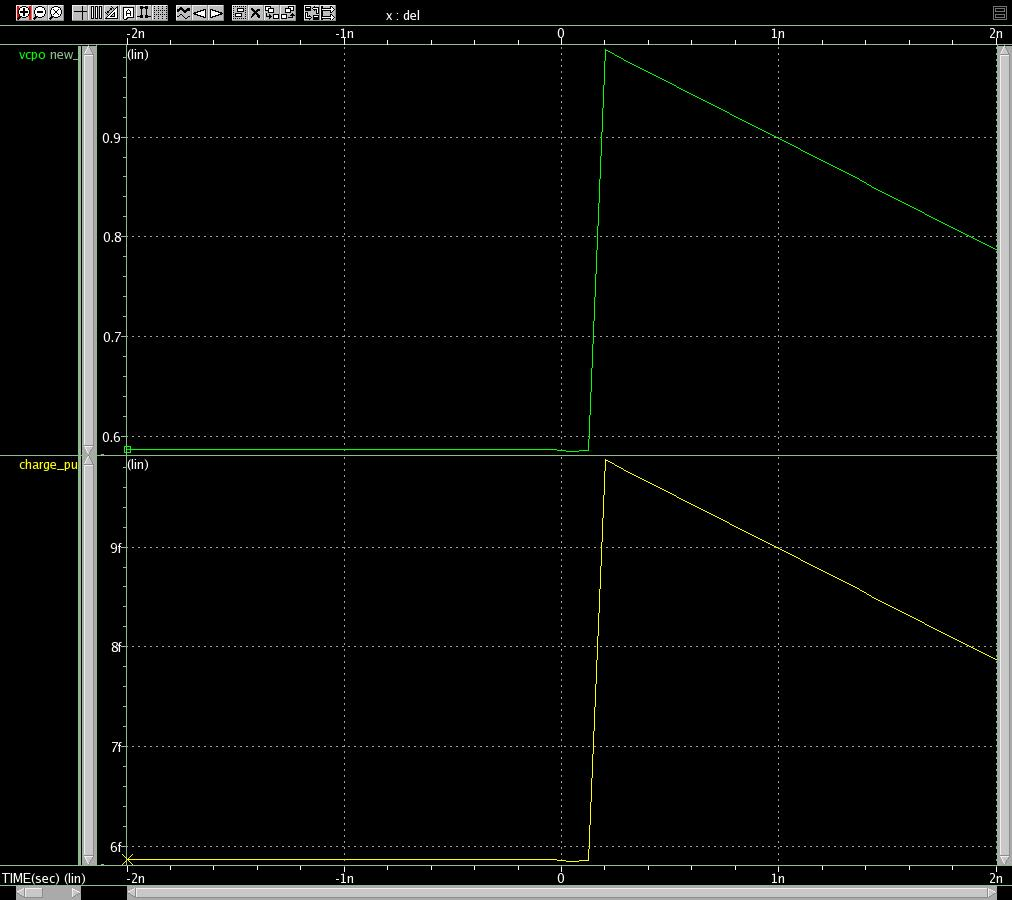 x : del
-2n -1n 0 1n 2n
vcpo new_
(lin)
0.9
0.8
0.7
0.6
charge_pu
(lin)
9f
8f
7f
6f
TIME(sec) (lin)
-2n -1n 0 1n 2n